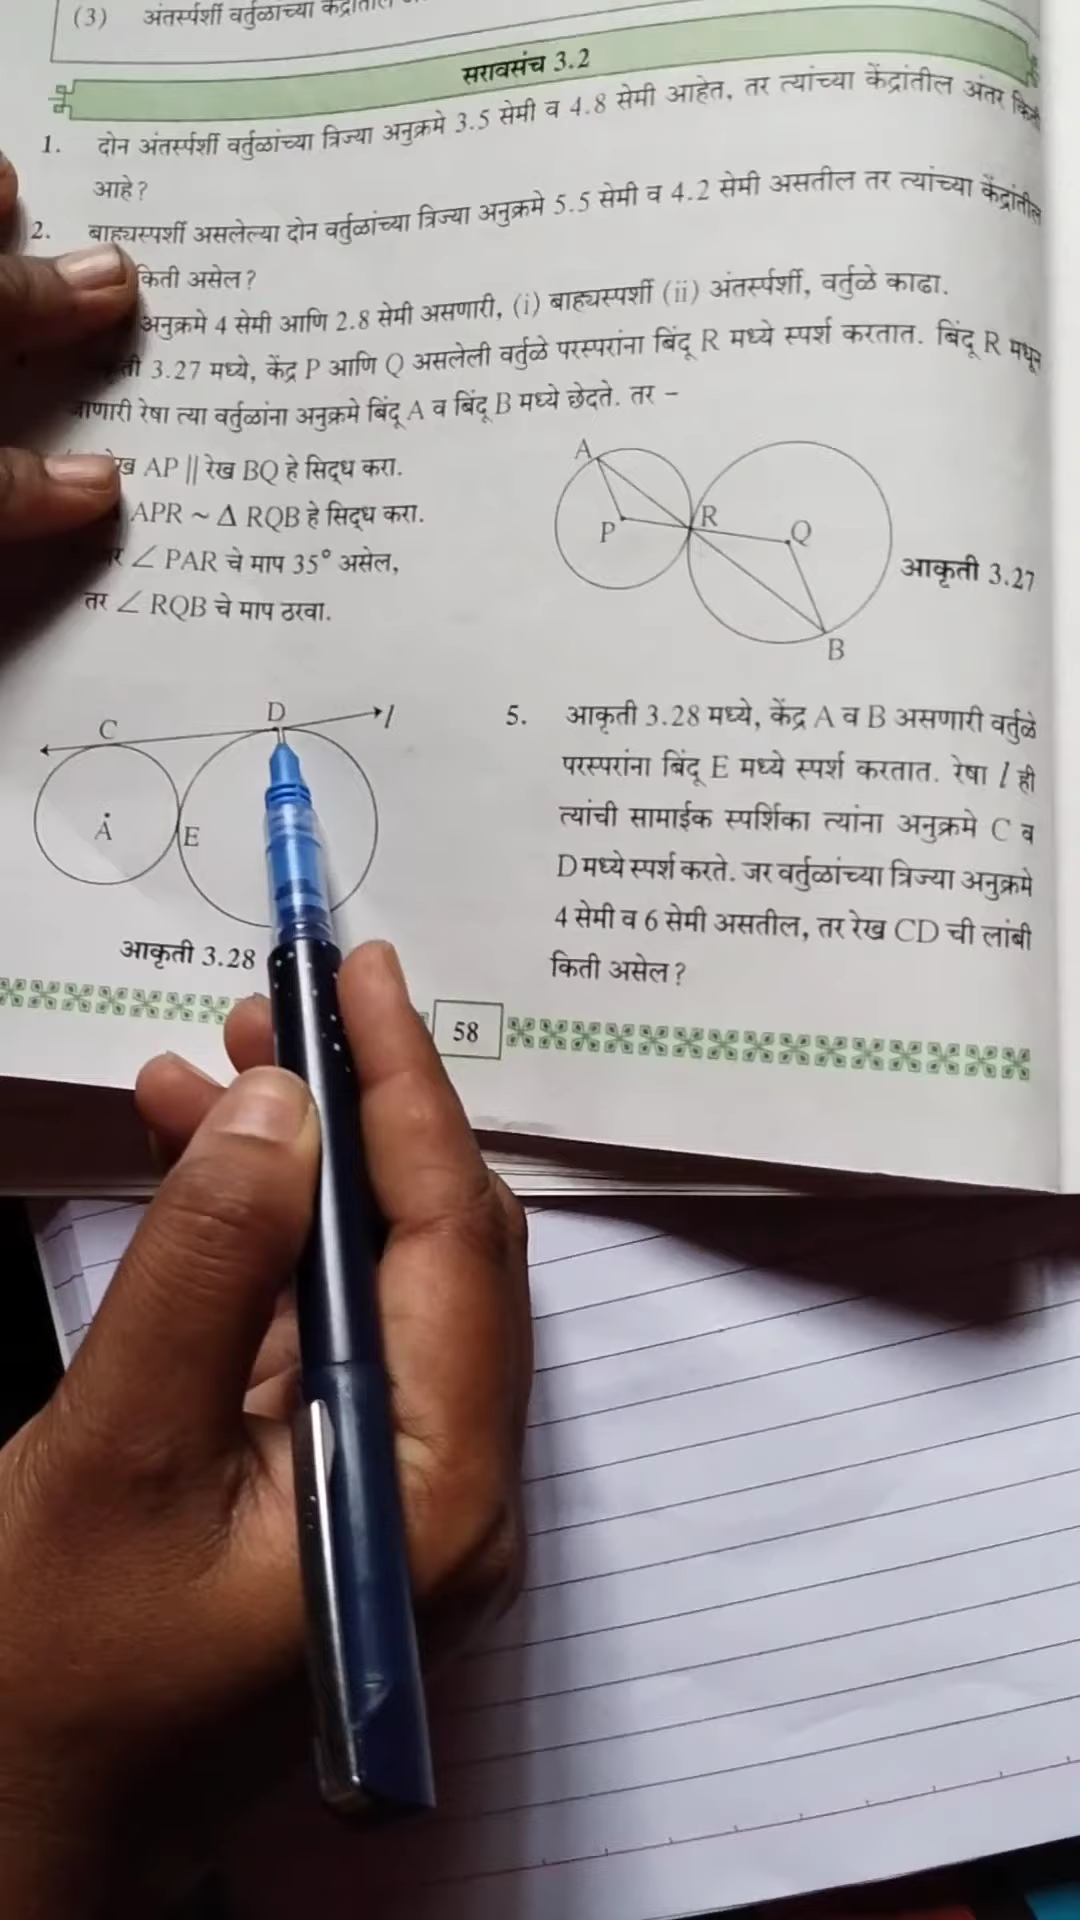 (3) अंतर्स्पर्शी वर्तुळांच्या केंद्रांतील
सरावसंच 3.2
1. दोन अंतर्स्पर्शी वर्तुळांच्या त्रिज्या अनुक्रमे 3.5 सेमी व 4.8 सेमी आहेत, तर त्यांच्या केंद्रांतील अंतर किती
आहे?
2. बाह्यस्पर्शी असलेल्या दोन वर्तुळांच्या त्रिज्या अनुक्रमे 5.5 सेमी व 4.2 सेमी असतील तर त्यांच्या केंद्रांतील
किती असेल?
अनुक्रमे 4 सेमी आणि 2.8 सेमी असणारी, (i) बाह्यस्पर्शी (ii) अंतर्स्पर्शी, वर्तुळे काढा.
3.27 मध्ये, केंद्र P आणि Q असलेली वर्तुळे परस्परांना बिंदू R मध्ये स्पर्श करतात. बिंदू R मधून
जाणारी रेषा त्या वर्तुळांना अनुक्रमे बिंदू A व बिंदू B मध्ये छेदते. तर -
रेख AP || रेख BQ हे सिद्ध करा.
APR ~ Δ RQB हे सिद्ध करा.
∠ PAR चे माप 35° असेल,
तर ∠ RQB चे माप ठरवा.
A
P
R
Q
B
आकृती 3.27
C
D
l
A
E
आकृती 3.28
5. आकृती 3.28 मध्ये, केंद्र A व B असणारी वर्तुळे
परस्परांना बिंदू E मध्ये स्पर्श करतात. रेषा l ही
त्यांची सामाईक स्पर्शिका त्यांना अनुक्रमे C व
D मध्ये स्पर्श करते. जर वर्तुळांच्या त्रिज्या अनुक्रमे
4 सेमी व 6 सेमी असतील, तर रेख CD ची लांबी
किती असेल?
58